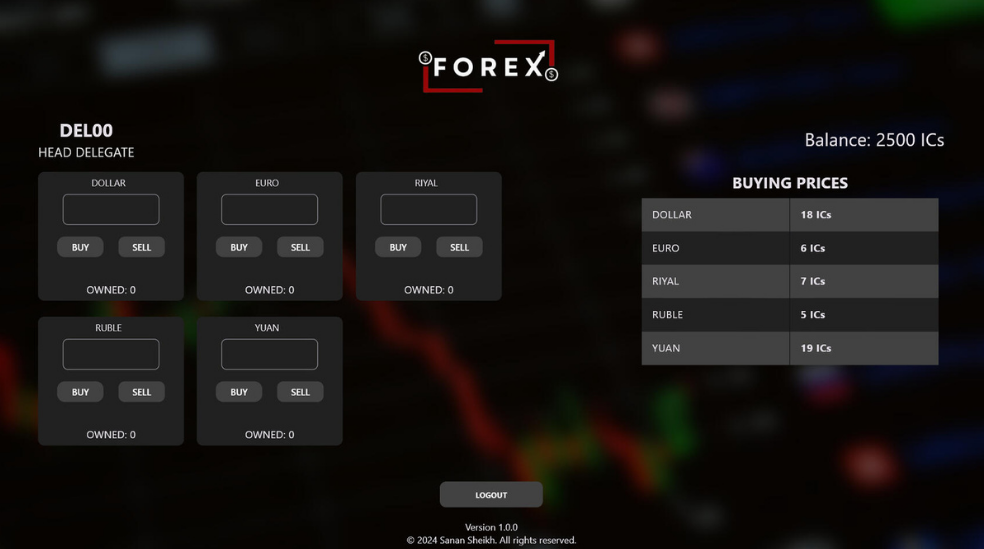 FOREX
DEL00
HEAD DELEGATE
Balance: 2500 ICs
DOLLAR
BUY SELL
OWNED: 0
EURO
BUY SELL
OWNED: 0
RIYAL
BUY SELL
OWNED: 0
RUBLE
BUY SELL
OWNED: 0
YUAN
BUY SELL
OWNED: 0
BUYING PRICES
DOLLAR 18 ICs
EURO 6 ICs
RIYAL 7 ICs
RUBLE 5 ICs
YUAN 19 ICs
LOGOUT
Version 1.0.0
© 2024 Sanan Sheikh. All rights reserved.